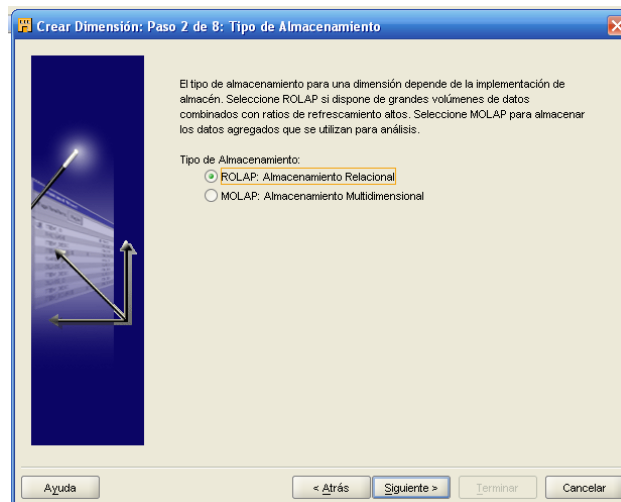 Crear Dimensión: Paso 2 de 8: Tipo de Almacenamiento
El tipo de almacenamiento para una dimensión depende de la implementación de
almacén. Seleccione ROLAP si dispone de grandes volúmenes de datos
combinados con ratios de refrescamiento altos. Seleccione MOLAP para almacenar
los datos agregados que se utilizan para análisis.
Tipo de Almacenamiento:
ROLAP: Almacenamiento Relacional
MOLAP: Almacenamiento Multidimensional
Ayuda
< Atrás
Siguiente >
Terminar
Cancelar